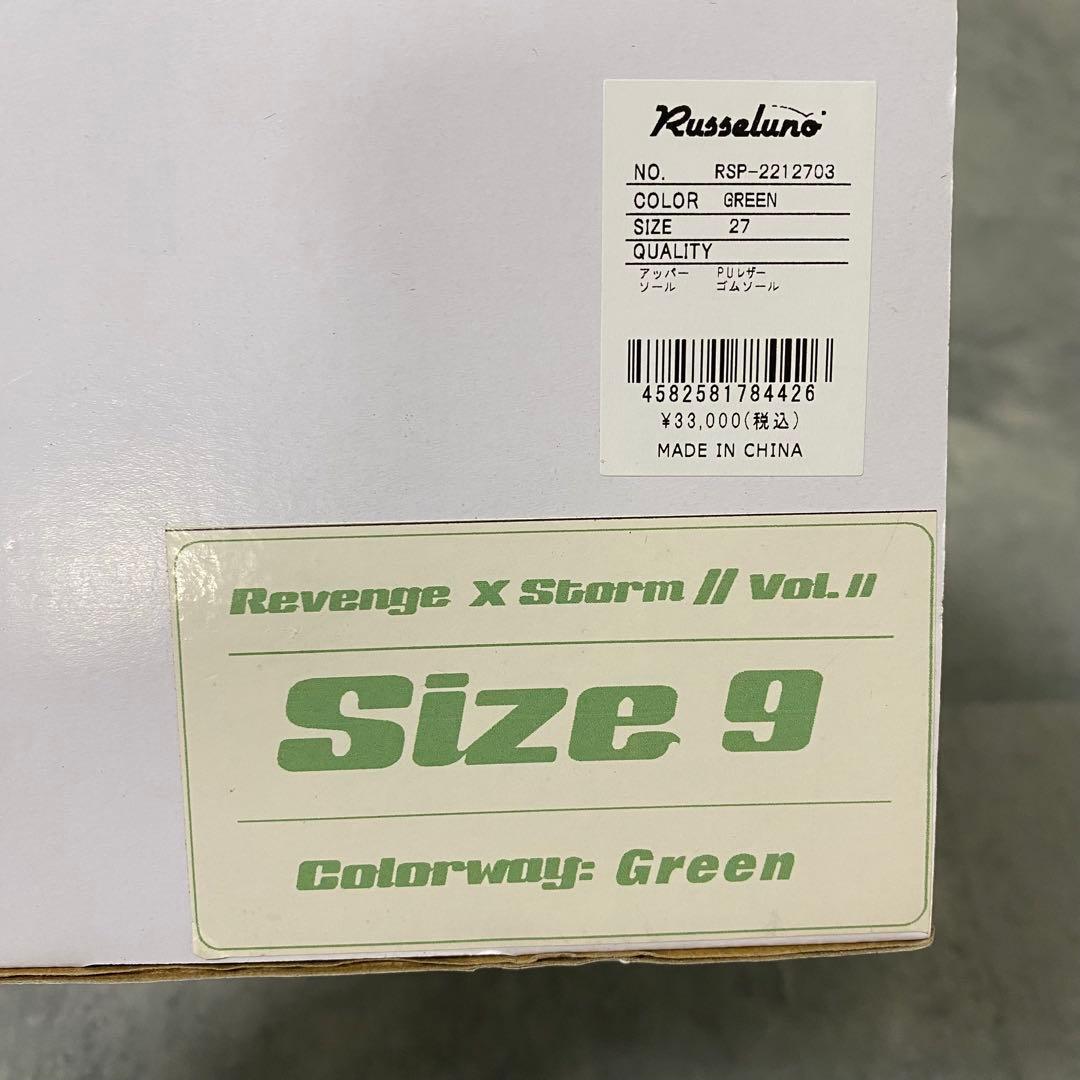 Russeluno
NO. RSP-2212703
COLOR GREEN
SIZE 27
QUALITY
アッパー PUレザー
ソール ゴムソール
4582581784426
¥33,000(税込)
MADE IN CHINA
Revenge X Storm // Vol. II
Size 9
Colorway: Green